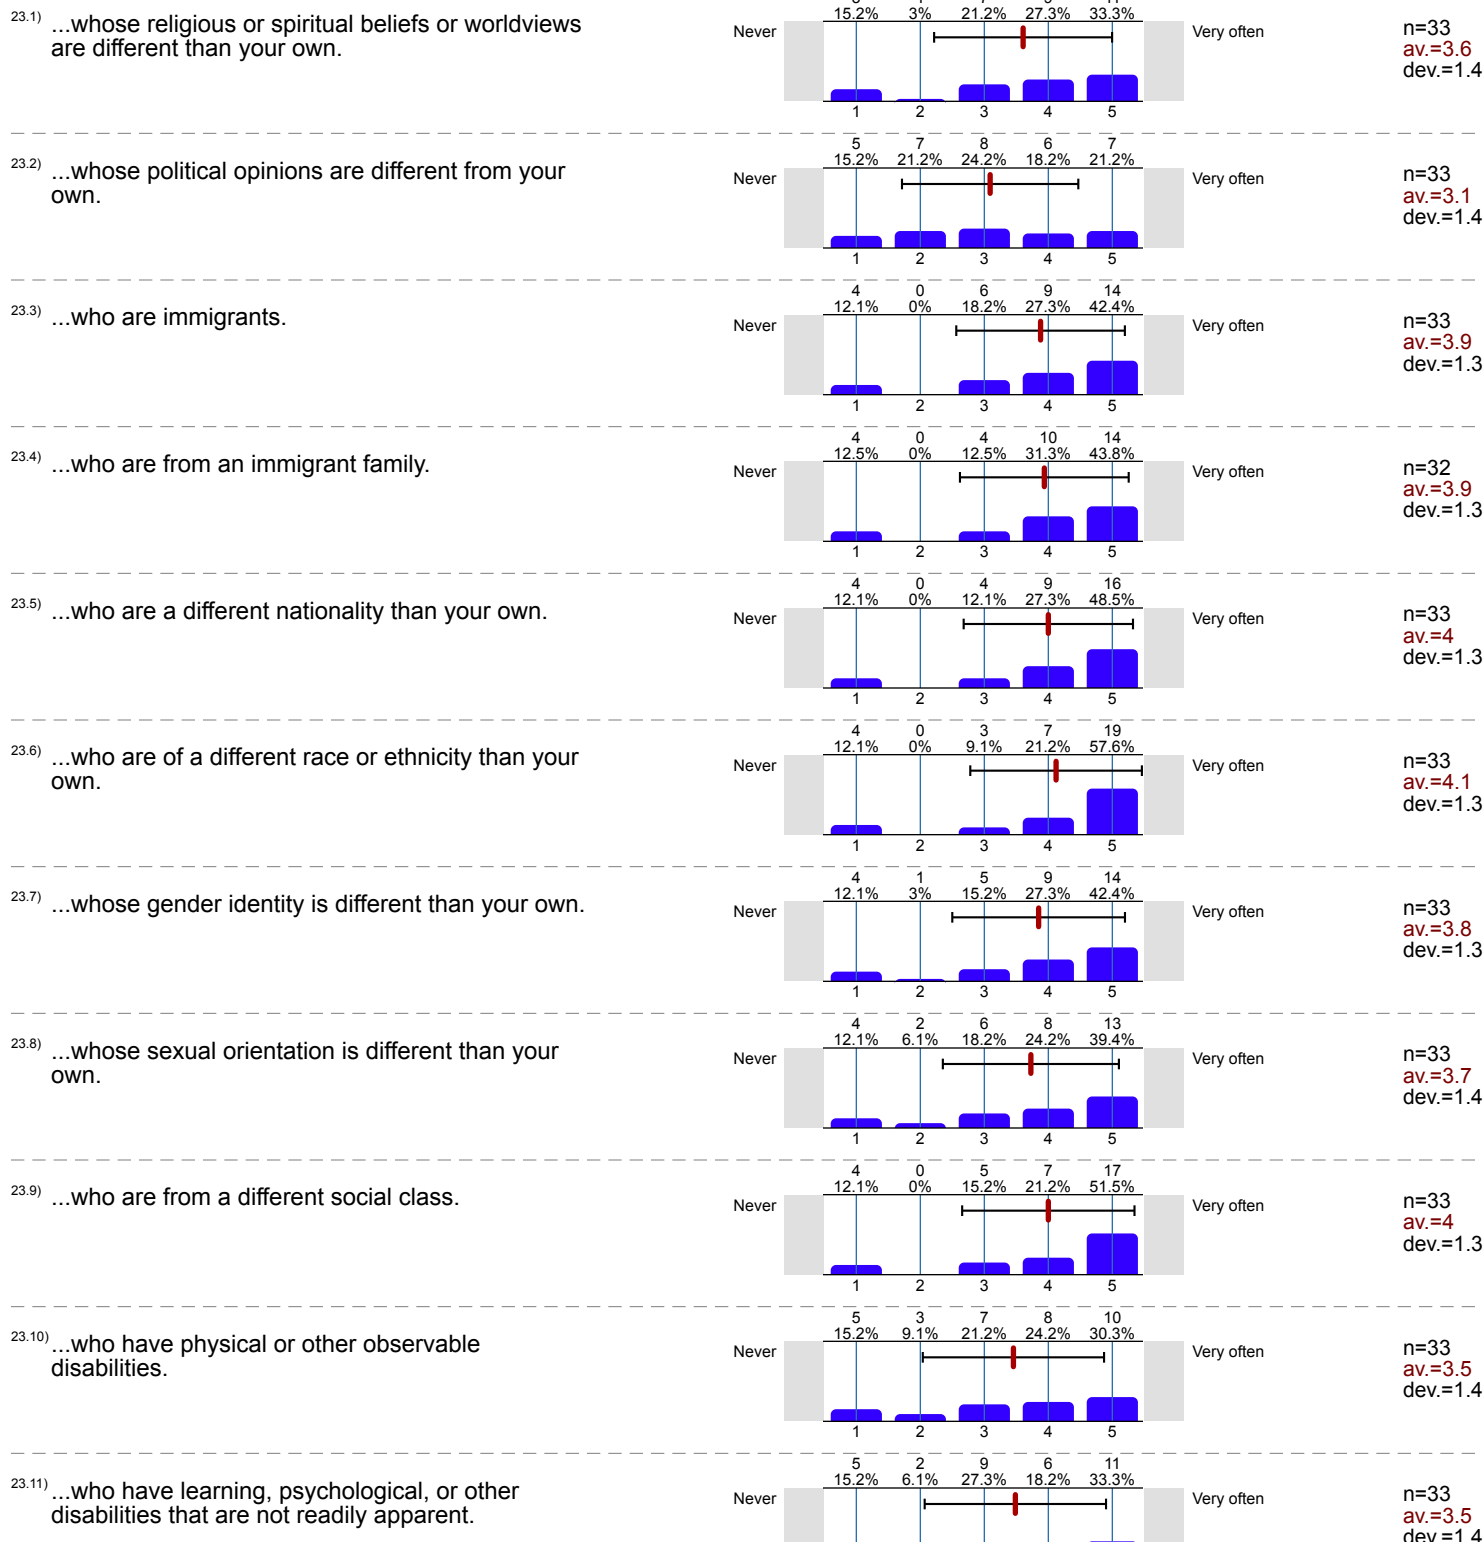 15.2% 3% 21.2% 27.3% 33.3%
23.1) ...whose religious or spiritual beliefs or worldviews
are different than your own.
Never Very often
n=33
av.=3.6
dev.=1.4
1 2 3 4 5
5 7 8 6 7
15.2% 21.2% 24.2% 18.2% 21.2%
23.2) ...whose political opinions are different from your
own.
Never Very often
n=33
av.=3.1
dev.=1.4
1 2 3 4 5
4 0 6 9 14
12.1% 0% 18.2% 27.3% 42.4%
23.3) ...who are immigrants.
Never Very often
n=33
av.=3.9
dev.=1.3
1 2 3 4 5
4 0 4 10 14
12.5% 0% 12.5% 31.3% 43.8%
23.4) ...who are from an immigrant family.
Never Very often
n=32
av.=3.9
dev.=1.3
1 2 3 4 5
4 0 4 9 16
12.1% 0% 12.1% 27.3% 48.5%
23.5) ...who are a different nationality than your own.
Never Very often
n=33
av.=4
dev.=1.3
1 2 3 4 5
4 0 3 7 19
12.1% 0% 9.1% 21.2% 57.6%
23.6) ...who are of a different race or ethnicity than your
own.
Never Very often
n=33
av.=4.1
dev.=1.3
1 2 3 4 5
4 1 5 9 14
12.1% 3% 15.2% 27.3% 42.4%
23.7) ...whose gender identity is different than your own.
Never Very often
n=33
av.=3.8
dev.=1.3
1 2 3 4 5
4 2 6 8 13
12.1% 6.1% 18.2% 24.2% 39.4%
23.8) ...whose sexual orientation is different than your
own.
Never Very often
n=33
av.=3.7
dev.=1.4
1 2 3 4 5
4 0 5 7 17
12.1% 0% 15.2% 21.2% 51.5%
23.9) ...who are from a different social class.
Never Very often
n=33
av.=4
dev.=1.3
1 2 3 4 5
5 3 7 8 10
15.2% 9.1% 21.2% 24.2% 30.3%
23.10) ...who have physical or other observable
disabilities.
Never Very often
n=33
av.=3.5
dev.=1.4
1 2 3 4 5
5 2 9 6 11
15.2% 6.1% 27.3% 18.2% 33.3%
23.11) ...who have learning, psychological, or other
disabilities that are not readily apparent.
Never Very often
n=33
av.=3.5
dev.=1.4